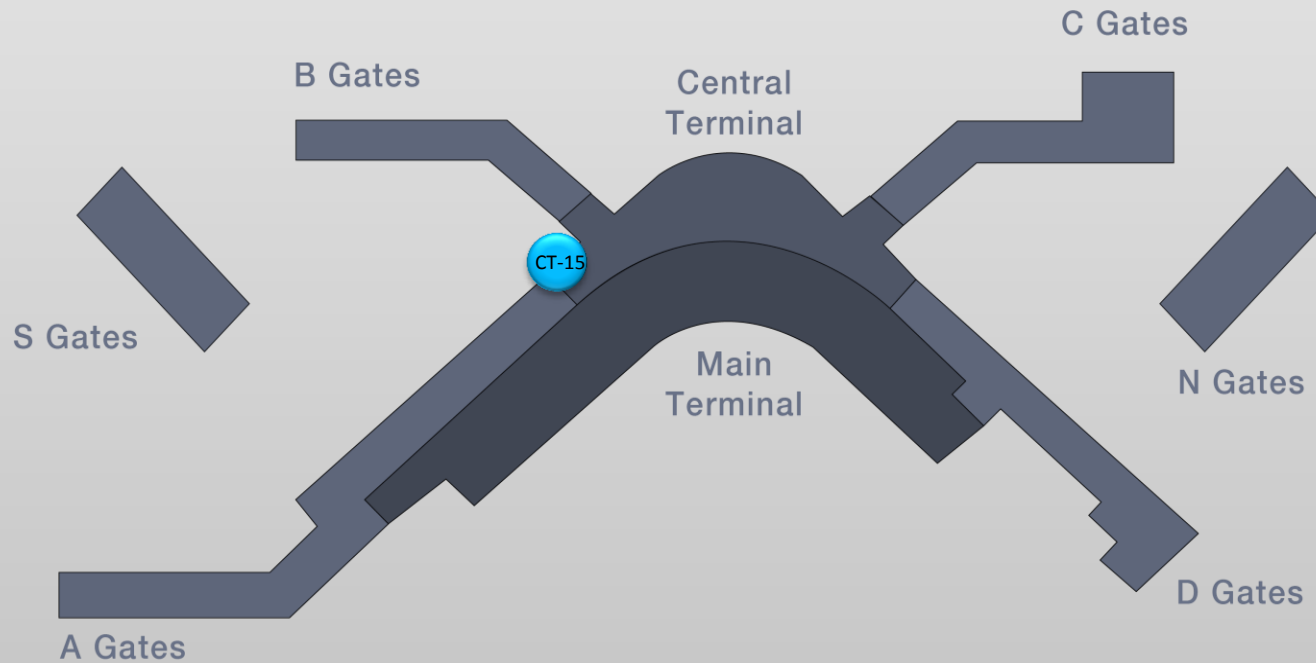 C Gates
B Gates
Central
Terminal
CT-15
S Gates
Main
Terminal
N Gates
D Gates
A Gates